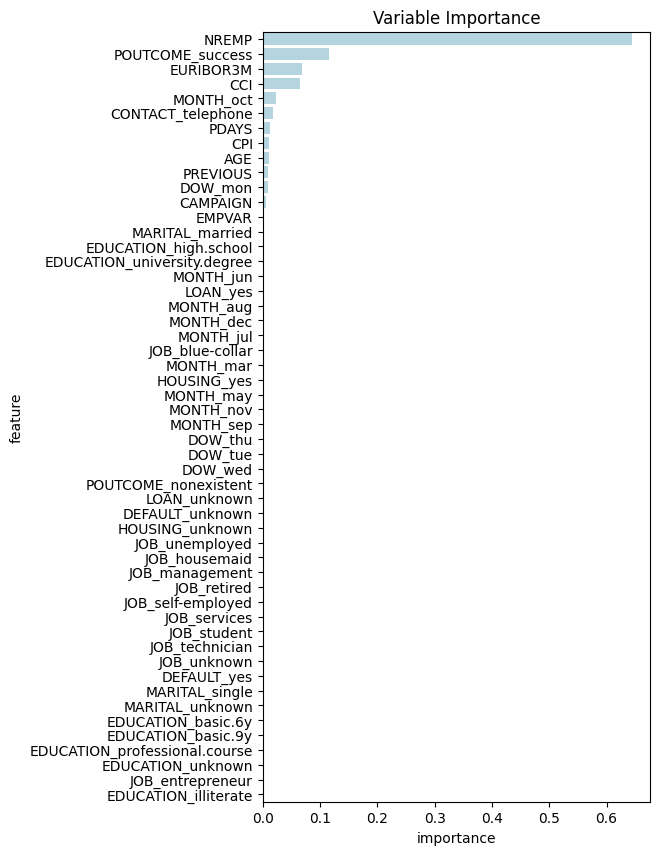 Variable Importance
NREMP
POUTCOME_success
EURIBOR3M
CCI
MONTH_oct
CONTACT_telephone
PDAYS
CPI
AGE
PREVIOUS
DOW_mon
CAMPAIGN
EMPVAR
MARITAL_married
EDUCATION_high.school
EDUCATION_university.degree
MONTH_jun
LOAN_yes
MONTH_aug
MONTH_dec
MONTH_jul
JOB_blue-collar
MONTH_mar
HOUSING_yes
MONTH_may
MONTH_nov
MONTH_sep
DOW_thu
DOW_tue
DOW_wed
POUTCOME_nonexistent
LOAN_unknown
DEFAULT_unknown
HOUSING_unknown
JOB_unemployed
JOB_housemaid
JOB_management
JOB_retired
JOB_self-employed
JOB_services
JOB_student
JOB_technician
JOB_unknown
DEFAULT_yes
MARITAL_single
MARITAL_unknown
EDUCATION_basic.6y
EDUCATION_basic.9y
EDUCATION_professional.course
EDUCATION_unknown
JOB_entrepreneur
EDUCATION_illiterate
feature
0.0 0.1 0.2 0.3 0.4 0.5 0.6
importance